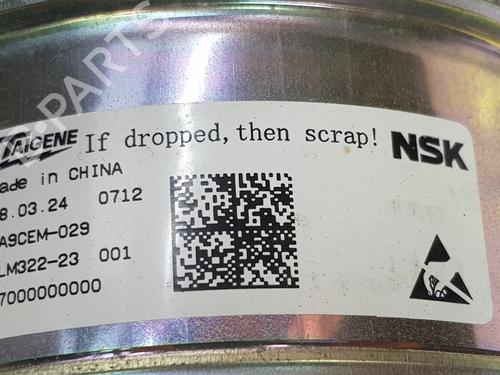 TAIGENE If dropped, then scrap! NSK
ade in CHINA
8.03.24 0712
A9CEM-029
LM322-23 001
7000000000
PARTS